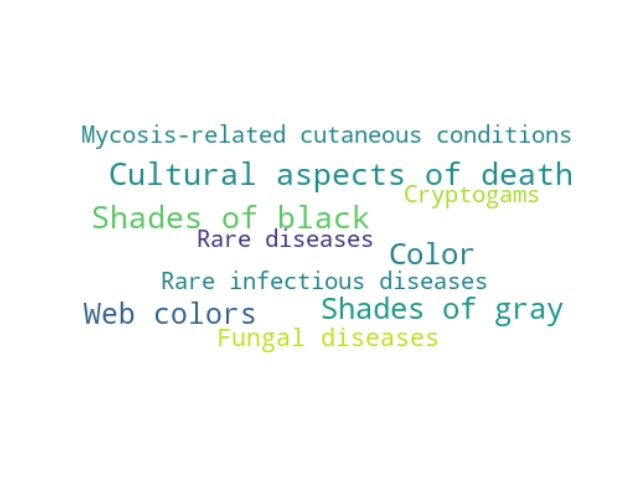 Mycosis-related cutaneous conditions
Cultural aspects of death
Cryptogams
Shades of black
Rare diseases
Color
Rare infectious diseases
Shades of gray
Web colors
Fungal diseases